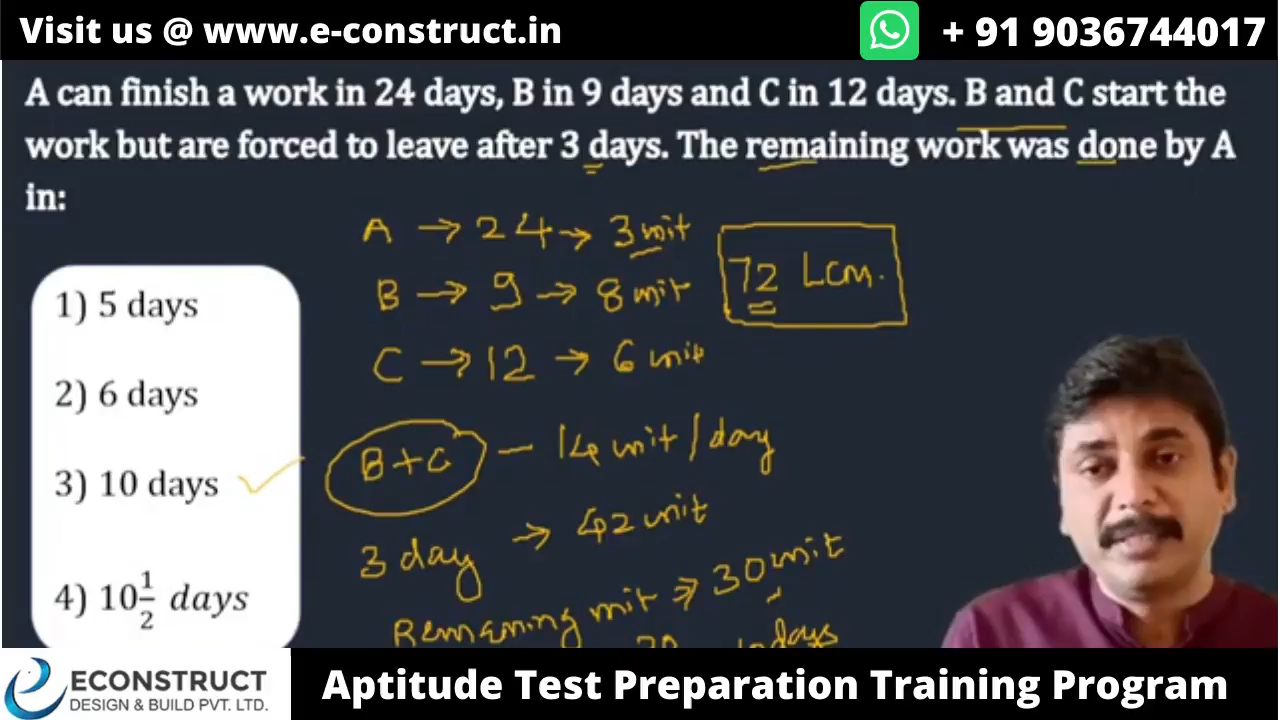 Visit us @ www.e-construct.in
+ 91 9036744017
A can finish a work in 24 days, B in 9 days and C in 12 days. B and C start the
work but are forced to leave after 3 days. The remaining work was done by A
in:
1) 5 days
2) 6 days
3) 10 days
4) 10 1/2 days
A → 24 → 3 unit
B → 9 → 8 unit
C → 12 → 6 unit
72 Lcm.
B+C — 14 unit/day
3 day → 42 unit
Remaining unit ⇒ 30 unit
days
ECONSTRUCT
DESIGN & BUILD PVT. LTD.
Aptitude Test Preparation Training Program